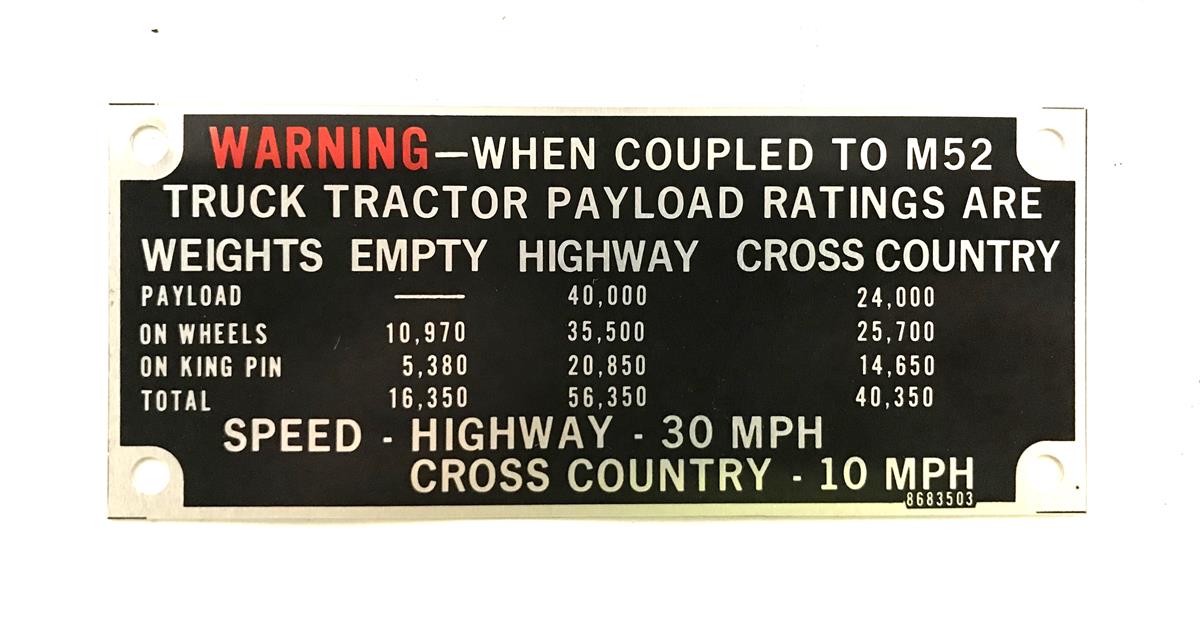 WARNING—WHEN COUPLED TO M52
TRUCK TRACTOR PAYLOAD RATINGS ARE
WEIGHTS EMPTY HIGHWAY CROSS COUNTRY
PAYLOAD —— 40,000 24,000
ON WHEELS 10,970 35,500 25,700
ON KING PIN 5,380 20,850 14,650
TOTAL 16,350 56,350 40,350
SPEED - HIGHWAY - 30 MPH
CROSS COUNTRY - 10 MPH
8683503